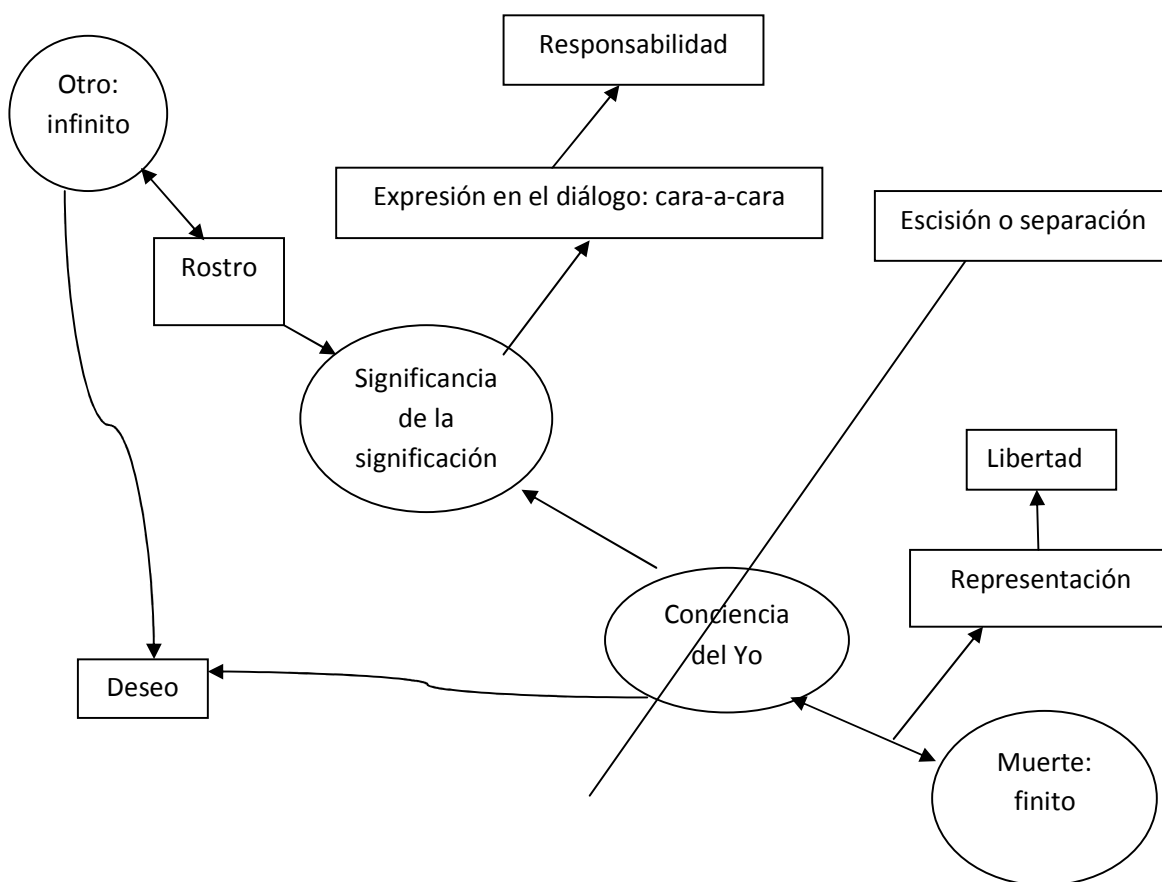 Responsabilidad
Otro:
infinito
Expresión en el diálogo: cara-a-cara
Escisión o separación
Rostro
Significancia
de la
significación
Libertad
Representación
Conciencia
del Yo
Deseo
Muerte:
finito